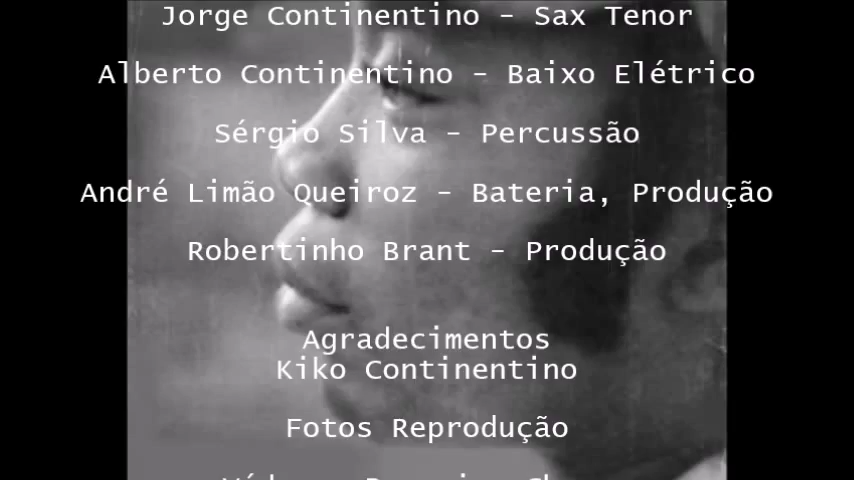 Jorge Continentino - Sax Tenor
Alberto Continentino - Baixo Elétrico
Sérgio Silva - Percussão
André Limão Queiroz - Bateria, Produção
Robertinho Brant - Produção
Agradecimentos
Kiko Continentino
Fotos Reprodução